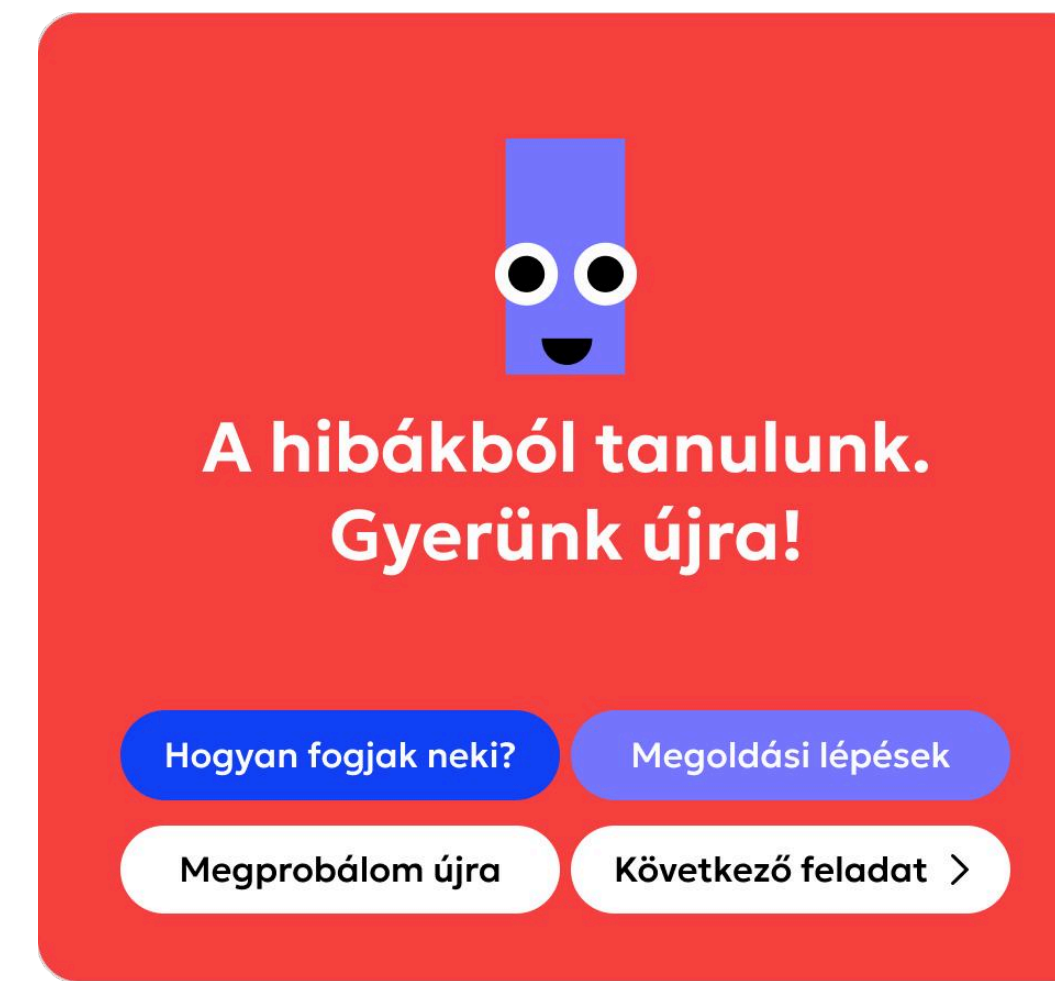 A hibákból tanulunk.
Gyerünk újra!
Hogyan fogjak neki?
Megoldási lépések
Megprobálom újra
Következő feladat